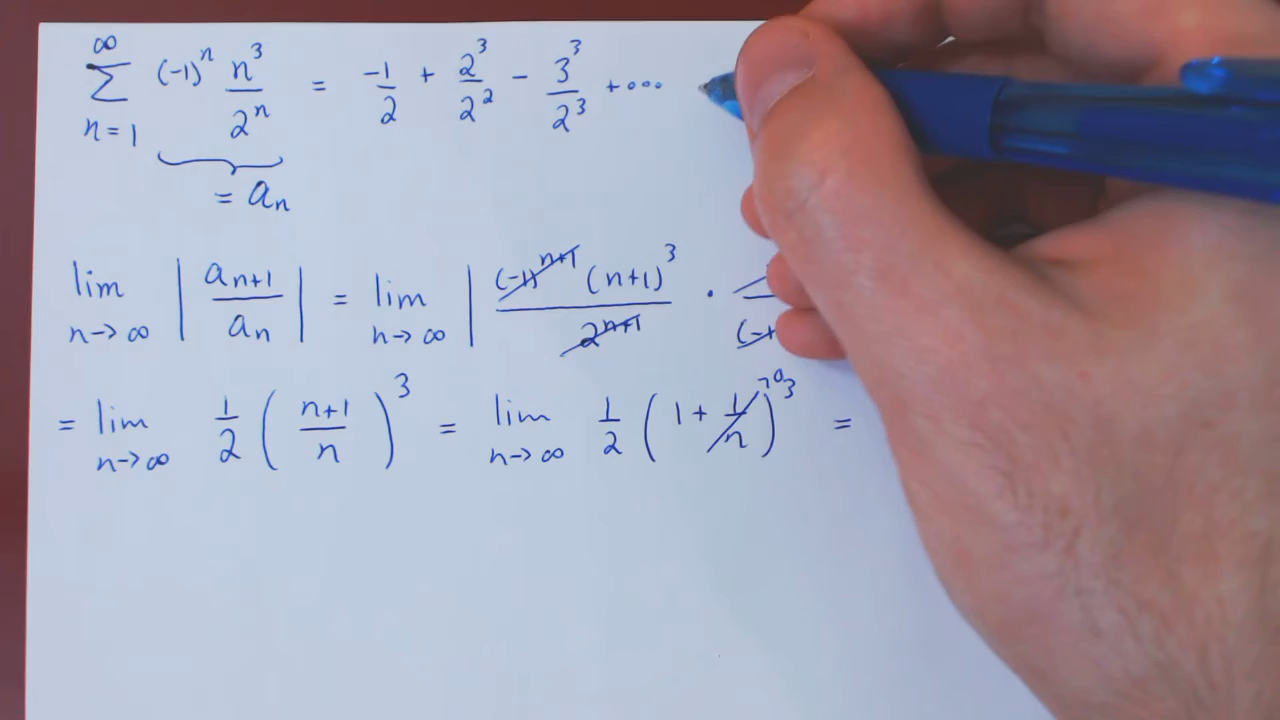 ∞
∑ (-1)^n n^3/2^n = -1/2 + 2^3/2^2 - 3^3/2^3 + ∘∘∘
n=1
= a_n
lim n→∞ | a_{n+1}/a_n | = lim n→∞ | (-1)^{n+1} (n+1)^3 / 2^{n+1} ·
= lim n→∞ 1/2 ( n+1/n )^3 = lim n→∞ 1/2 ( 1 + 1/n →0 )^3 =